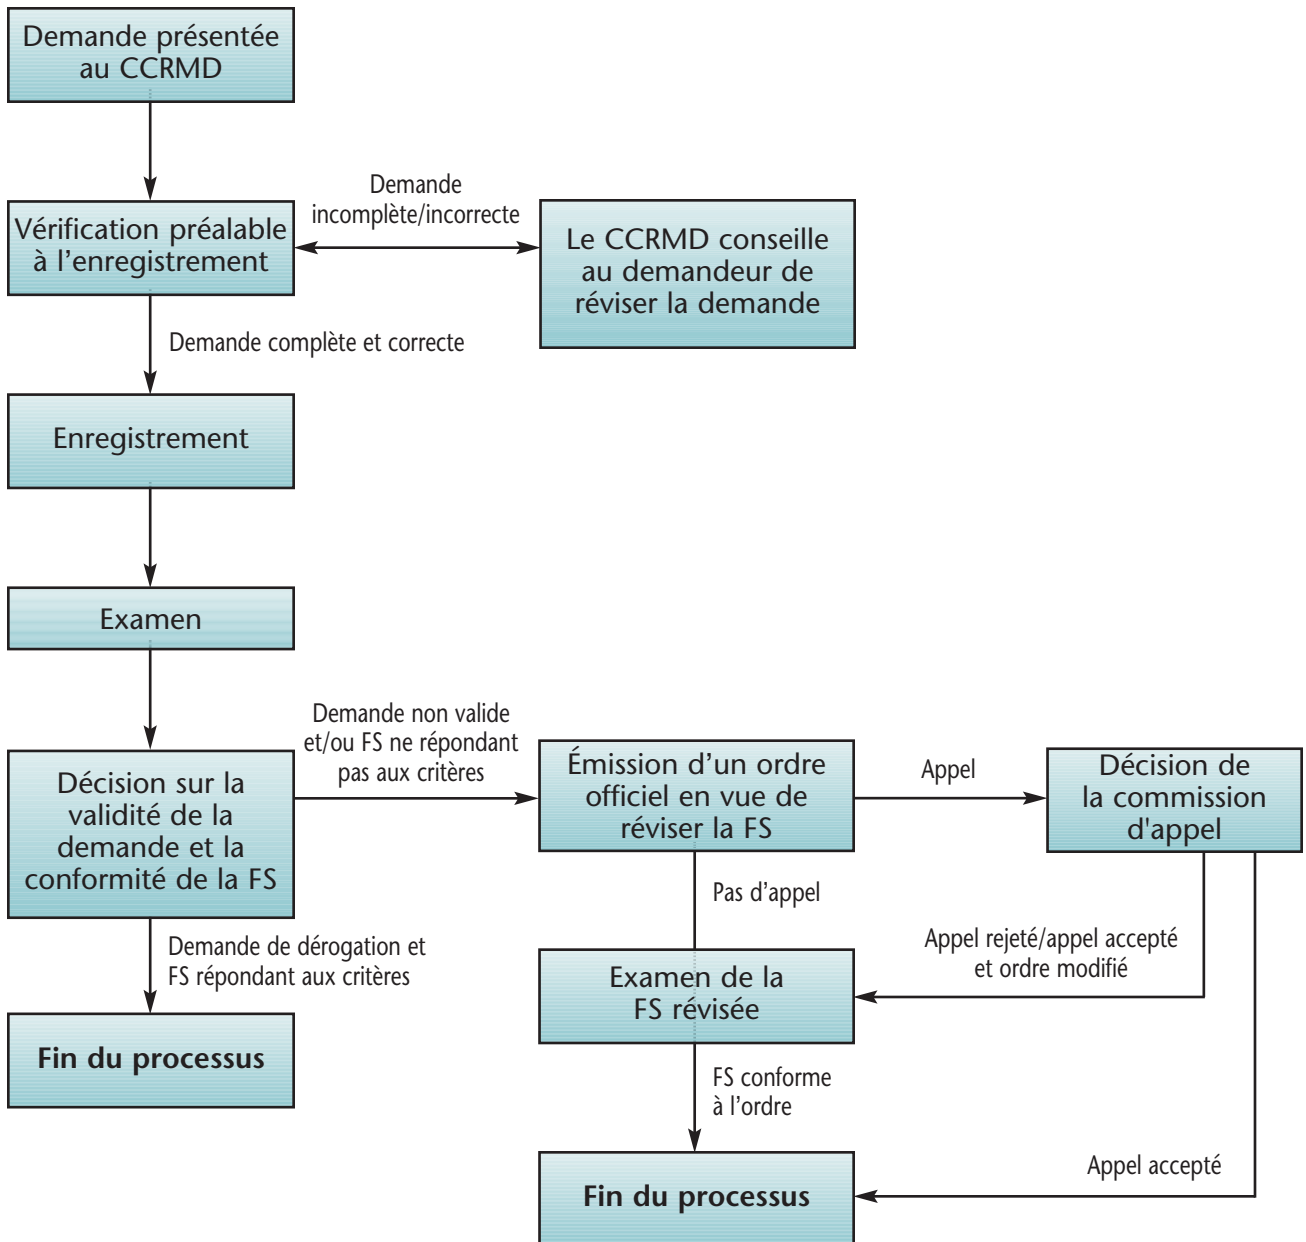 Demande présentée
au CCRMD
Demande
incomplète/incorrecte
Vérification préalable
à l’enregistrement
Le CCRMD conseille
au demandeur de
réviser la demande
Demande complète et correcte
Enregistrement
Examen
Demande non valide
et/ou FS ne répondant
pas aux critères
Décision sur la
validité de la
demande et la
conformité de la FS
Émission d’un ordre
officiel en vue de
réviser la FS
Appel
Décision de
la commission
d'appel
Pas d’appel
Demande de dérogation et
FS répondant aux critères
Appel rejeté/appel accepté
et ordre modifié
Examen de la
FS révisée
Fin du processus
FS conforme
à l’ordre
Appel accepté
Fin du processus